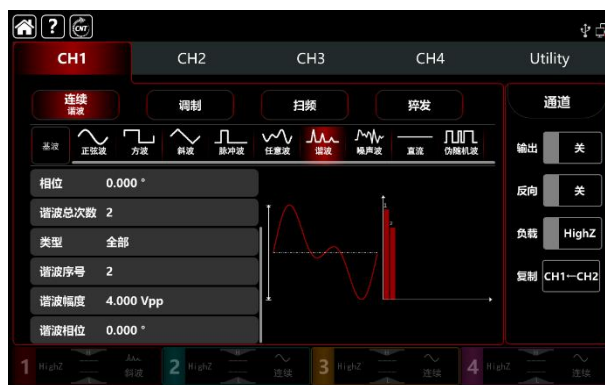 ? CNT
CH1 CH2 CH3 CH4 Utility
连续
谐波
调制 扫频 猝发 通道
基波 正弦波 方波 斜波 脉冲波 任意波 谐波 噪声波 直流 伪随机波
输出 关
反向 关
负载 HighZ
复制 CH1←CH2
相位 0.000 °
谐波总次数 2
类型 全部
谐波序号 2
谐波幅度 4.000 Vpp
谐波相位 0.000 °
1
2
1 HighZ 斜波 2 HighZ 连续 3 HighZ 连续 4 HighZ 连续